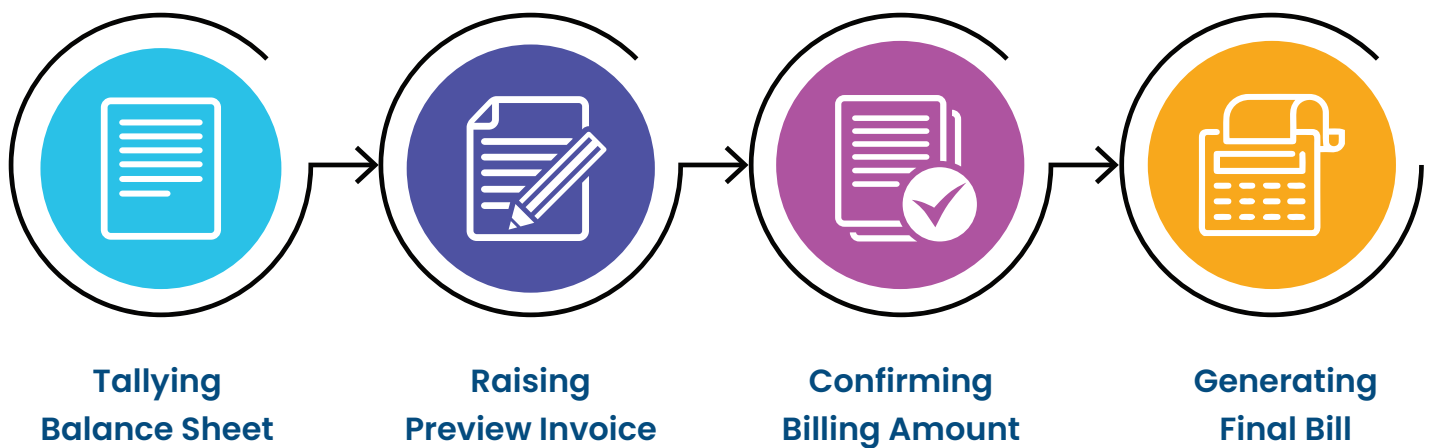 Tallying
Balance Sheet
Raising
Preview Invoice
Confirming
Billing Amount
Generating
Final Bill